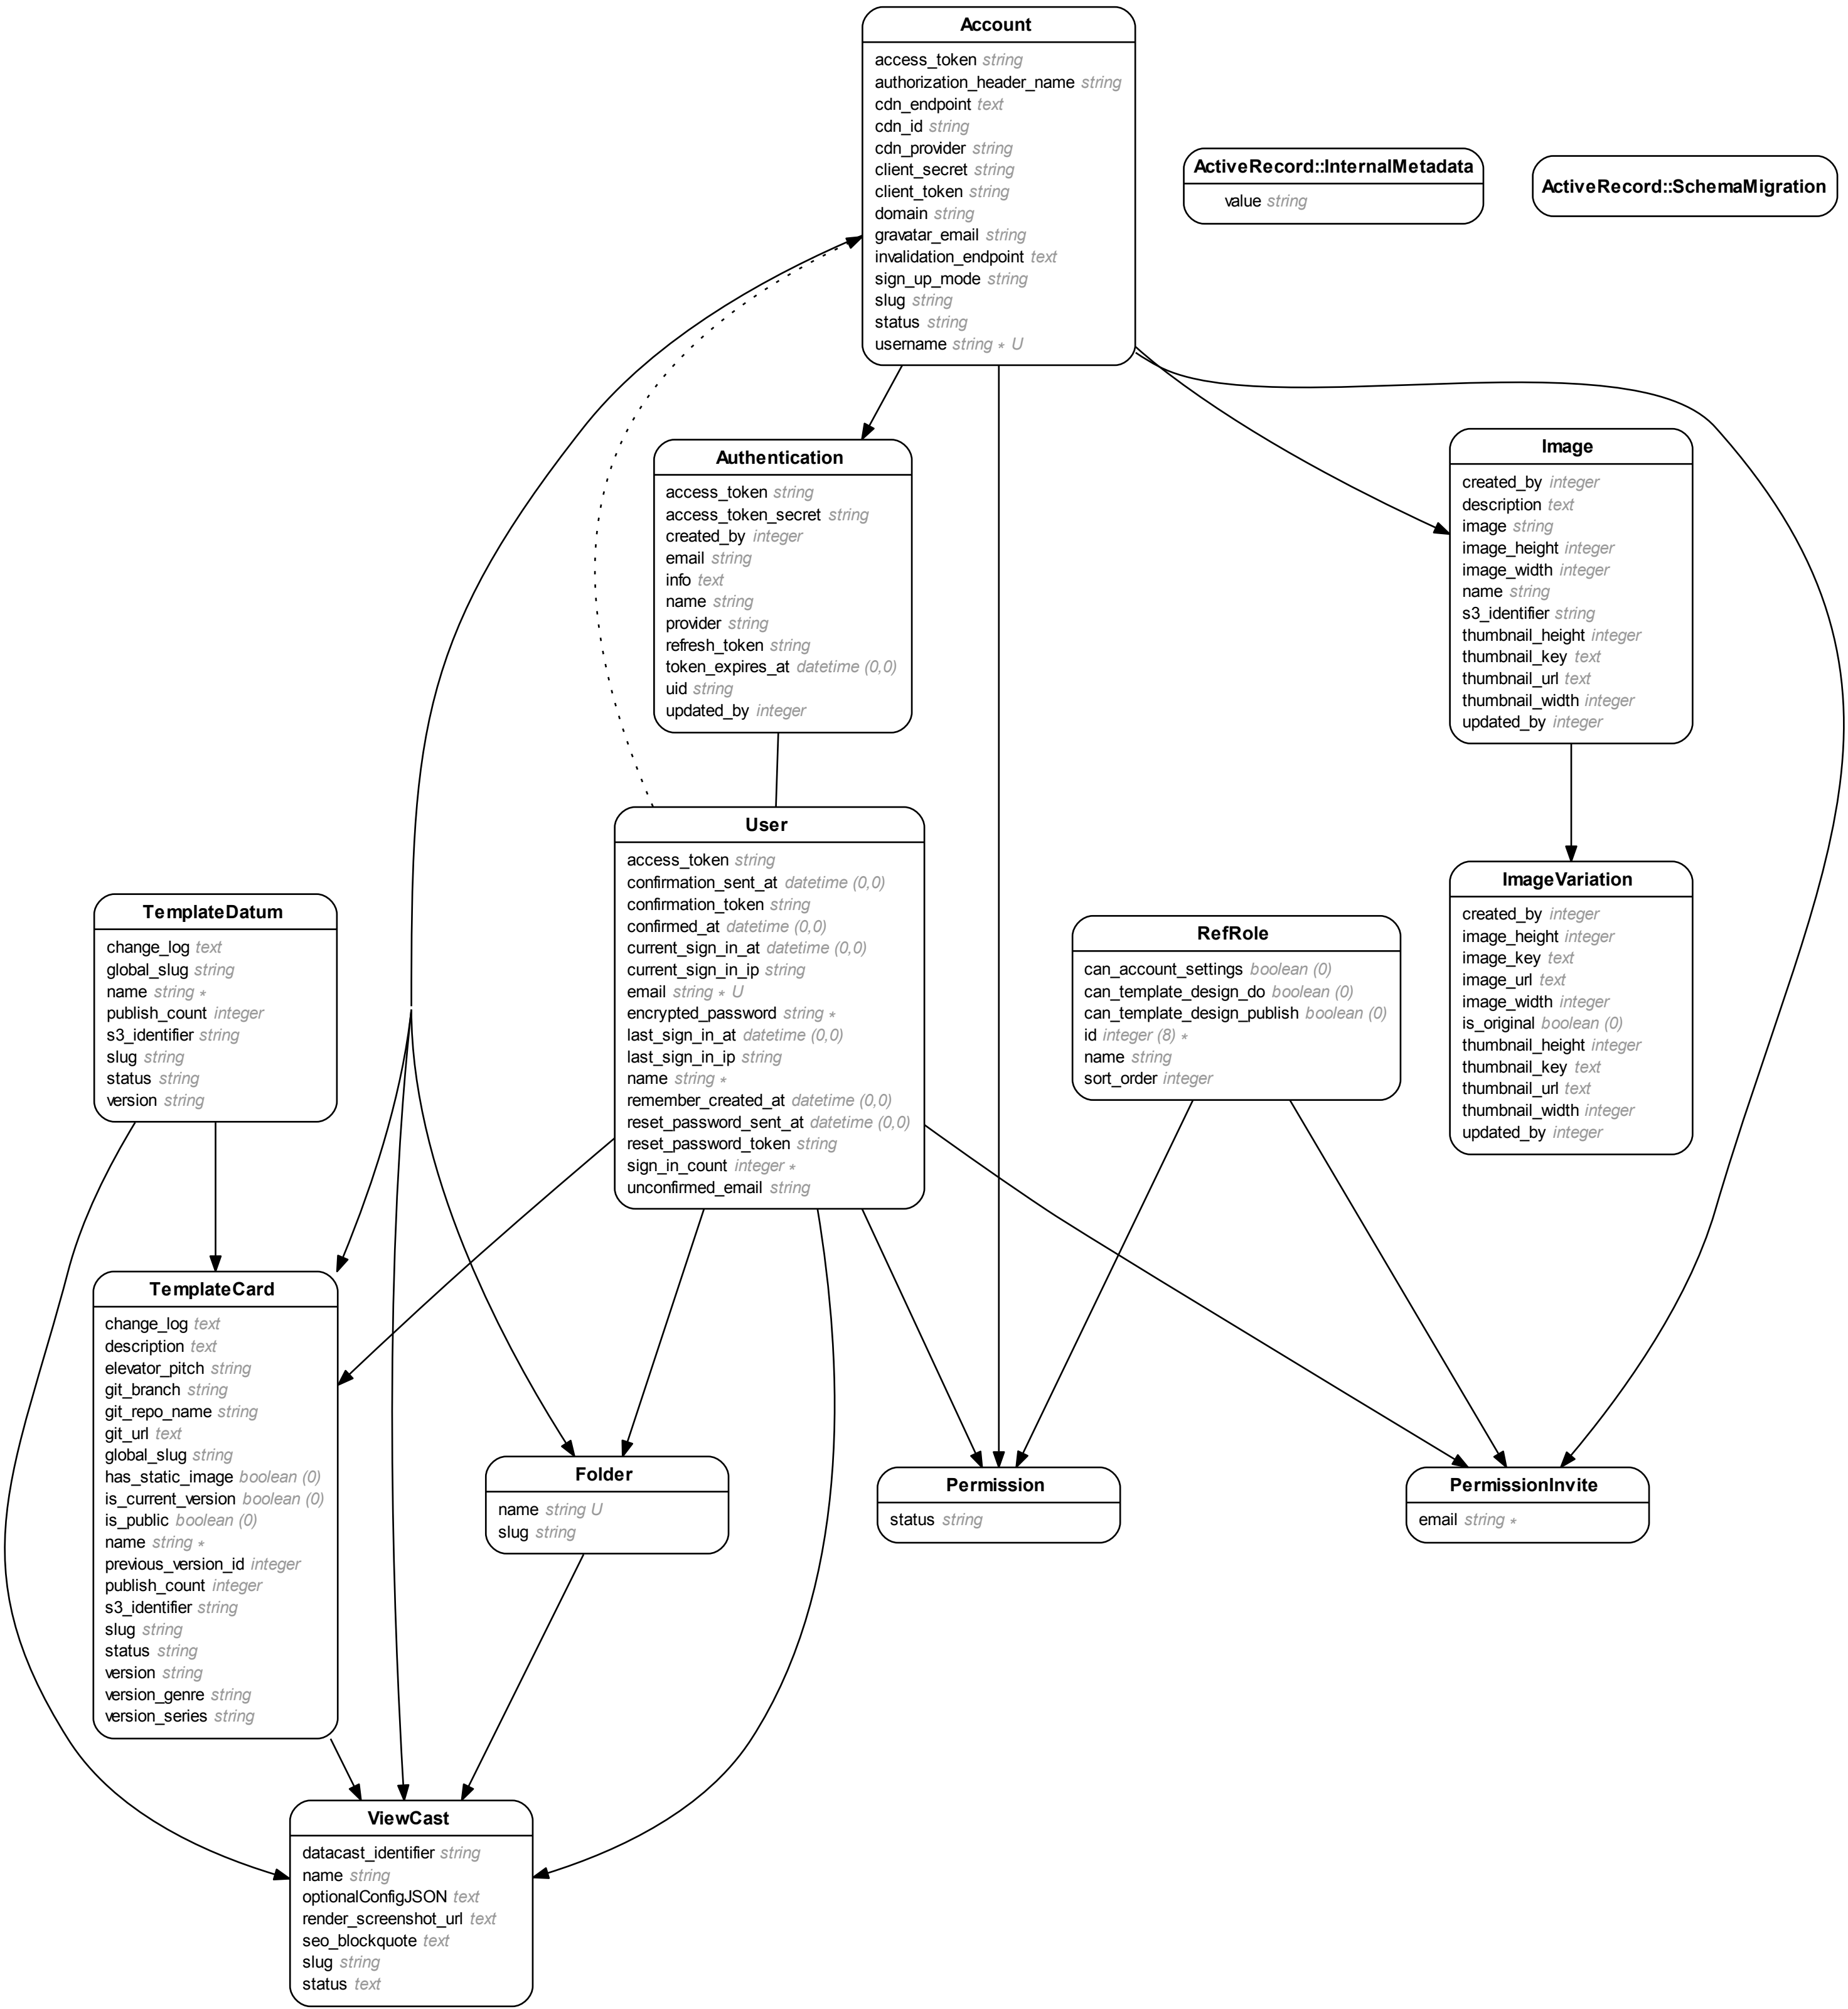 Account
access_token string
authorization_header_name string
cdn_endpoint text
cdn_id string
cdn_provider string
client_secret string
client_token string
domain string
gravatar_email string
invalidation_endpoint text
sign_up_mode string
slug string
status string
username string ∗ U
ActiveRecord::InternalMetadata
value string
ActiveRecord::SchemaMigration
Authentication
access_token string
access_token_secret string
created_by integer
email string
info text
name string
provider string
refresh_token string
token_expires_at datetime (0,0)
uid string
updated_by integer
Image
created_by integer
description text
image string
image_height integer
image_width integer
name string
s3_identifier string
thumbnail_height integer
thumbnail_key text
thumbnail_url text
thumbnail_width integer
updated_by integer
User
access_token string
confirmation_sent_at datetime (0,0)
confirmation_token string
confirmed_at datetime (0,0)
current_sign_in_at datetime (0,0)
current_sign_in_ip string
email string ∗ U
encrypted_password string ∗
last_sign_in_at datetime (0,0)
last_sign_in_ip string
name string ∗
remember_created_at datetime (0,0)
reset_password_sent_at datetime (0,0)
reset_password_token string
sign_in_count integer ∗
unconfirmed_email string
ImageVariation
created_by integer
image_height integer
image_key text
image_url text
image_width integer
is_original boolean (0)
thumbnail_height integer
thumbnail_key text
thumbnail_url text
thumbnail_width integer
updated_by integer
TemplateDatum
change_log text
global_slug string
name string ∗
publish_count integer
s3_identifier string
slug string
status string
version string
RefRole
can_account_settings boolean (0)
can_template_design_do boolean (0)
can_template_design_publish boolean (0)
id integer (8) ∗
name string
sort_order integer
TemplateCard
change_log text
description text
elevator_pitch string
git_branch string
git_repo_name string
git_url text
global_slug string
has_static_image boolean (0)
is_current_version boolean (0)
is_public boolean (0)
name string ∗
previous_version_id integer
publish_count integer
s3_identifier string
slug string
status string
version string
version_genre string
version_series string
Folder
name string U
slug string
Permission
status string
PermissionInvite
email string ∗
ViewCast
datacast_identifier string
name string
optionalConfigJSON text
render_screenshot_url text
seo_blockquote text
slug string
status text